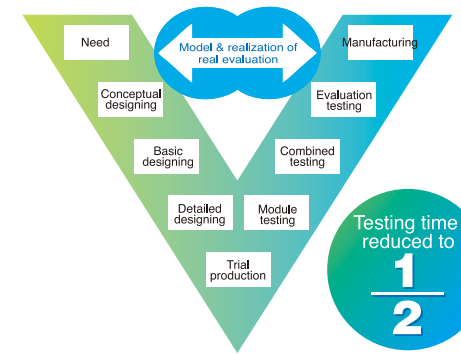 Need
Model & realization of
real evaluation
Manufacturing
Conceptual
designing
Evaluation
testing
Basic
designing
Combined
testing
Detailed
designing
Module
testing
Trial
production
Testing time
reduced to
1
2